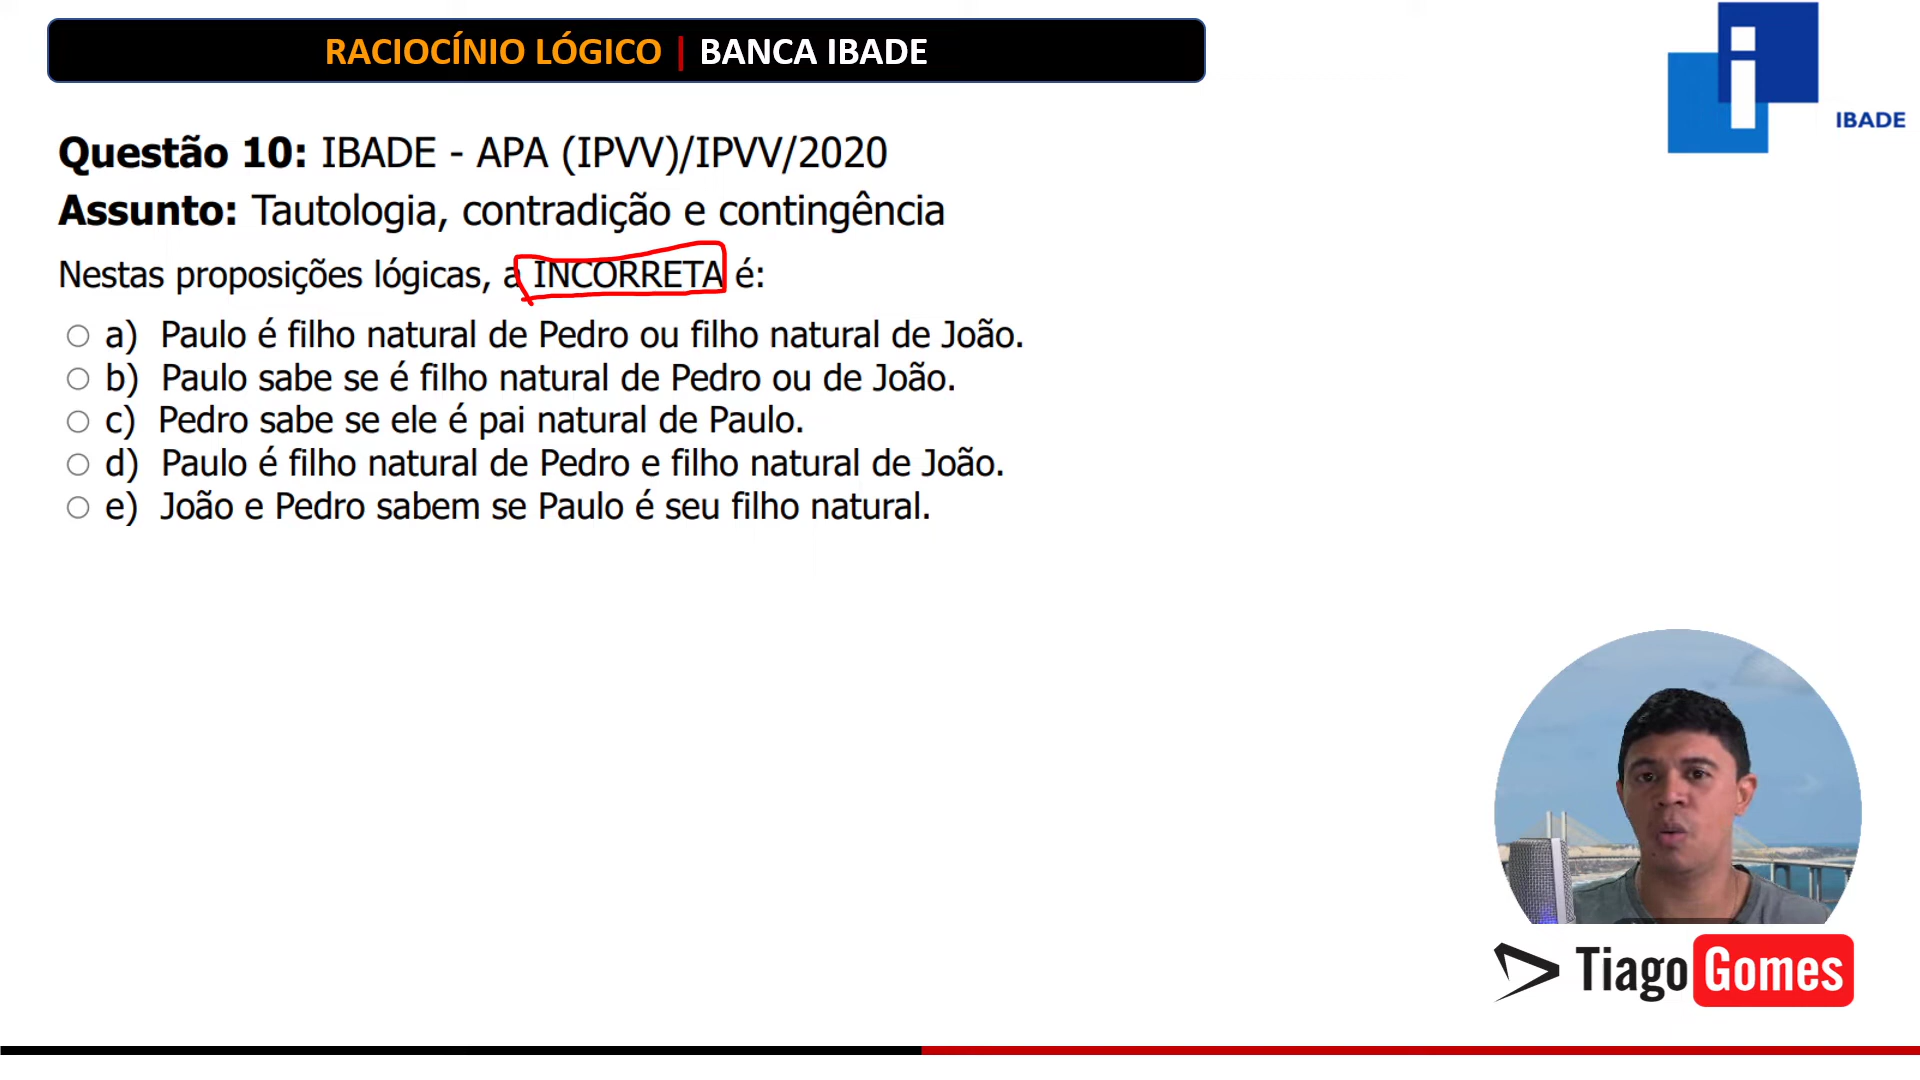 RACIOCÍNIO LÓGICO | BANCA IBADE
IBADE
Questão 10: IBADE - APA (IPVV)/IPVV/2020
Assunto: Tautologia, contradição e contingência
Nestas proposições lógicas, a INCORRETA é:
a) Paulo é filho natural de Pedro ou filho natural de João.
b) Paulo sabe se é filho natural de Pedro ou de João.
c) Pedro sabe se ele é pai natural de Paulo.
d) Paulo é filho natural de Pedro e filho natural de João.
e) João e Pedro sabem se Paulo é seu filho natural.
Tiago Gomes